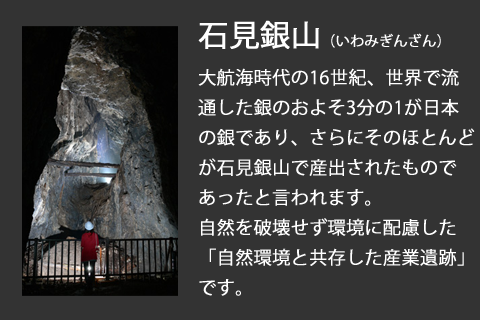 石見銀山（いわみぎんざん）
大航海時代の16世紀、世界で流
通した銀のおよそ3分の1が日本
の銀であり、さらにそのほとんど
が石見銀山で産出されたもので
あったと言われます。
自然を破壊せず環境に配慮した
「自然環境と共存した産業遺跡」
です。